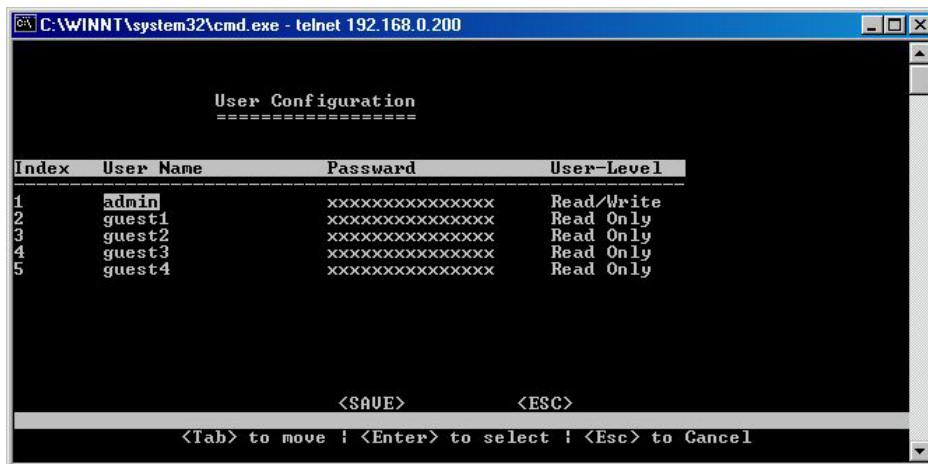 C:\WINNT\system32\cmd.exe - telnet 192.168.0.200
User Configuration
==================
Index User Name Passward User-Level
1 admin xxxxxxxxxxxxxxx Read/Write
2 guest1 xxxxxxxxxxxxxxx Read Only
3 guest2 xxxxxxxxxxxxxxx Read Only
4 guest3 xxxxxxxxxxxxxxx Read Only
5 guest4 xxxxxxxxxxxxxxx Read Only
<SAVE> <ESC>
<Tab> to move | <Enter> to select | <Esc> to Cancel